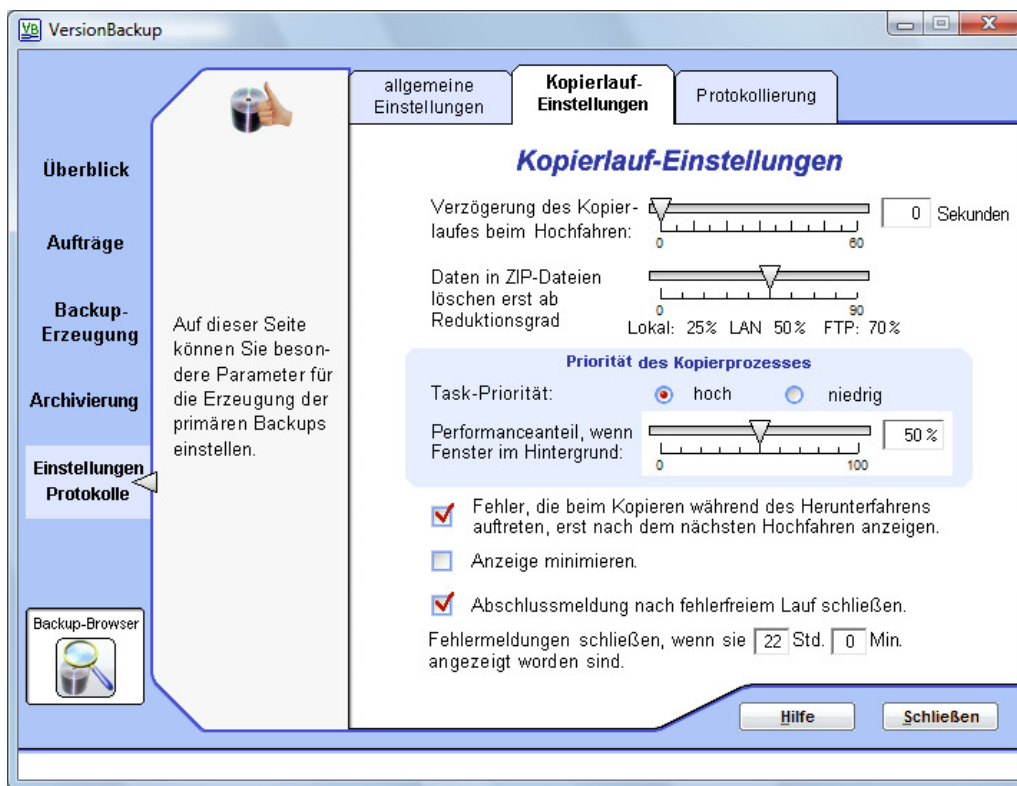 VersionBackup
Überblick
Aufträge
Backup-
Erzeugung
Archivierung
Einstellungen
Protokolle
Backup-Browser
Auf dieser Seite
können Sie beson-
dere Parameter für
die Erzeugung der
primären Backups
einstellen.
allgemeine
Einstellungen
Kopierlauf-
Einstellungen
Protokollierung
Kopierlauf-Einstellungen
Verzögerung des Kopier-
laufes beim Hochfahren:
0 60
0 Sekunden
Daten in ZIP-Dateien
löschen erst ab
Reduktionsgrad
0 90
Lokal: 25% LAN 50% FTP: 70%
Priorität des Kopierprozesses
Task-Priorität: hoch niedrig
Performanceanteil, wenn
Fenster im Hintergrund:
0 100
50 %
Fehler, die beim Kopieren während des Herunterfahrens
auftreten, erst nach dem nächsten Hochfahren anzeigen.
Anzeige minimieren.
Abschlussmeldung nach fehlerfreiem Lauf schließen.
Fehlermeldungen schließen, wenn sie 22 Std. 0 Min.
angezeigt worden sind.
Hilfe Schließen